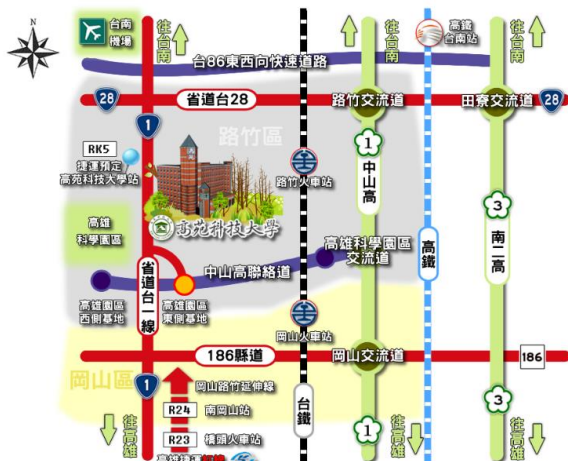 台南
機場
往台南
往台南
高鐵
台南站
往台南
台86東西向快速道路
28
省道台28
路竹交流道
田寮交流道
28
1
路竹區
RK5
捷運預定
高苑科技大學站
路竹火車站
1
中山高
高苑科技大學
高雄
科學園區
高雄科學園區
交流道
高鐵
3
南二高
省道台一線
中山高聯絡道
高雄園區
西側基地
高雄園區
東側基地
岡山火車站
186縣道
岡山交流道
186
岡山區
1
岡山路竹延伸線
R24
南岡山站
R23
橋頭火車站
高雄捷運紅線
台鐵
1
3
往高雄
往高雄
往高雄